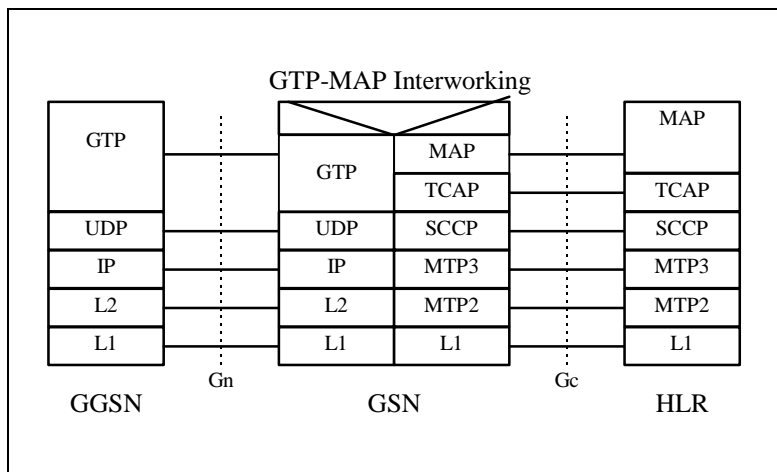 GTP-MAP Interworking
GTP MAP MAP
GTP TCAP TCAP
UDP UDP SCCP SCCP
IP IP MTP3 MTP3
L2 L2 MTP2 MTP2
L1 L1 L1 L1
Gn Gc
GGSN GSN HLR